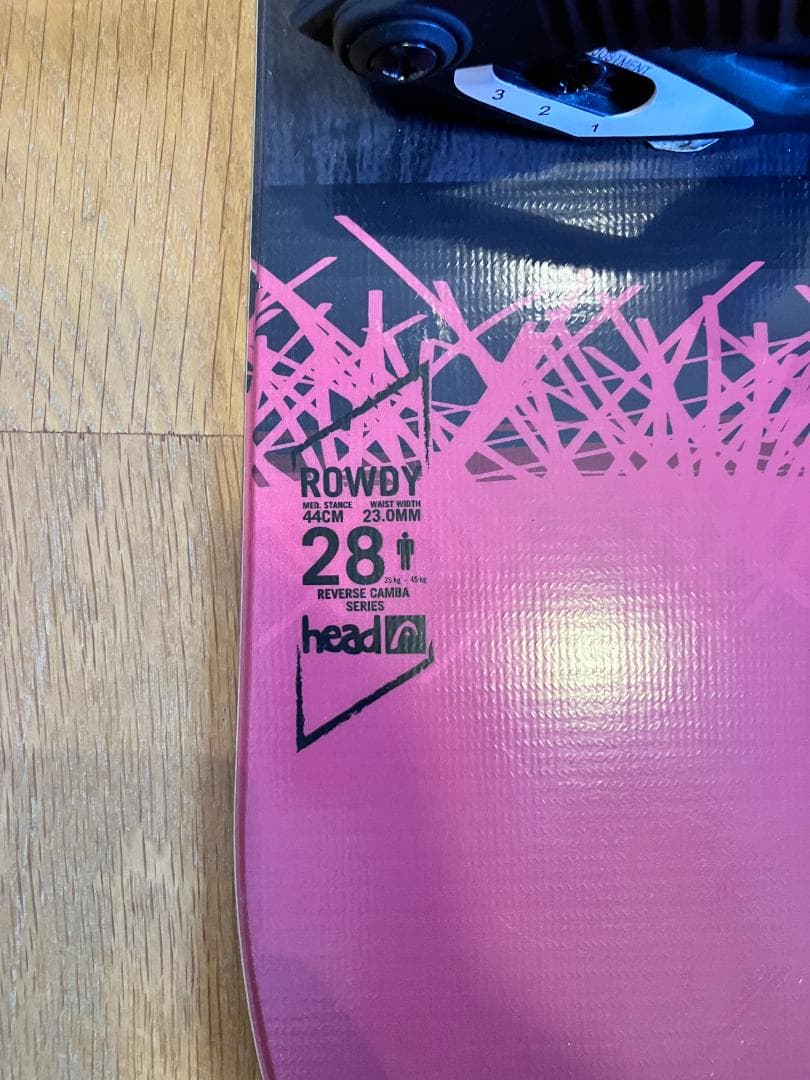 3 2 1
ROWDY
MED. STANCE WAIST WIDTH
44CM 23.0MM
28
25 kg - 45 kg
REVERSE CAMBA
SERIES
head